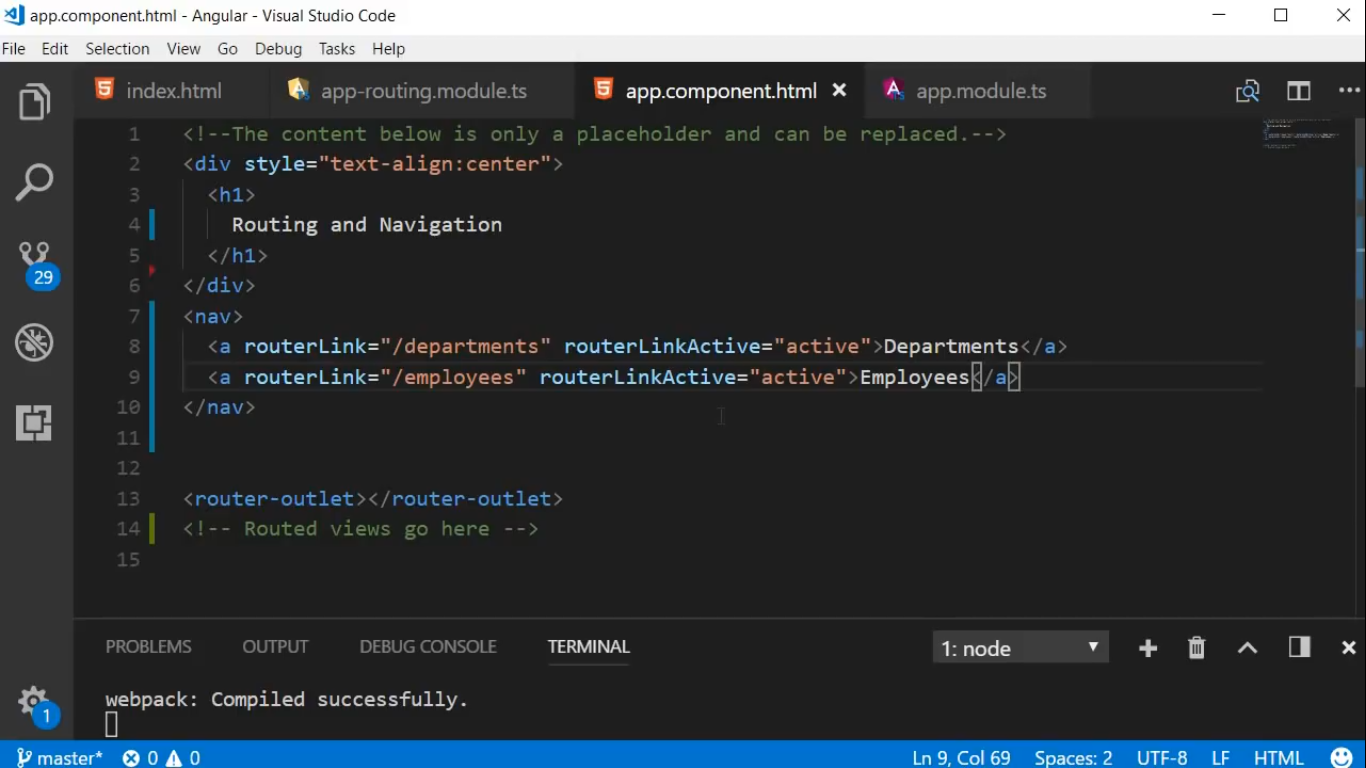 app.component.html - Angular - Visual Studio Code
File Edit Selection View Go Debug Tasks Help
index.html app-routing.module.ts app.component.html app.module.ts
1 <!--The content below is only a placeholder and can be replaced.-->
2 <div style="text-align:center">
3 <h1>
4 Routing and Navigation
5 </h1>
6 </div>
7 <nav>
8 <a routerLink="/departments" routerLinkActive="active">Departments</a>
9 <a routerLink="/employees" routerLinkActive="active">Employees</a>
10 </nav>
11
12
13 <router-outlet></router-outlet>
14 <!-- Routed views go here -->
15
29
PROBLEMS OUTPUT DEBUG CONSOLE TERMINAL 1: node
webpack: Compiled successfully.
1
master* 0 0 Ln 9, Col 69 Spaces: 2 UTF-8 LF HTML